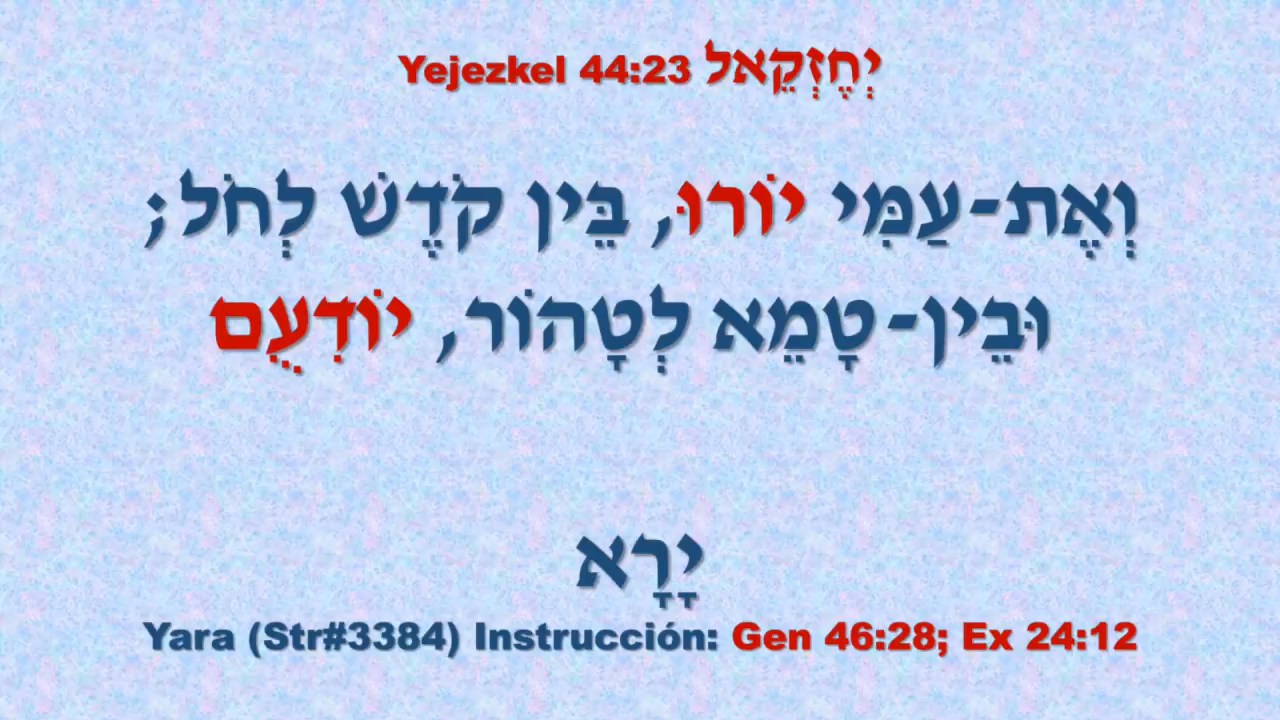 Yejezkel 44:23 יְחֶזְקֵאל
וְאֶת-עַמִּי יוֹרוּ, בֵּין קֹדֶשׁ לְחֹל;
וּבֵין-טָמֵא לְטָהוֹר, יוֹדִעֻם
יָרָא
Yara (Str#3384) Instrucción: Gen 46:28; Ex 24:12